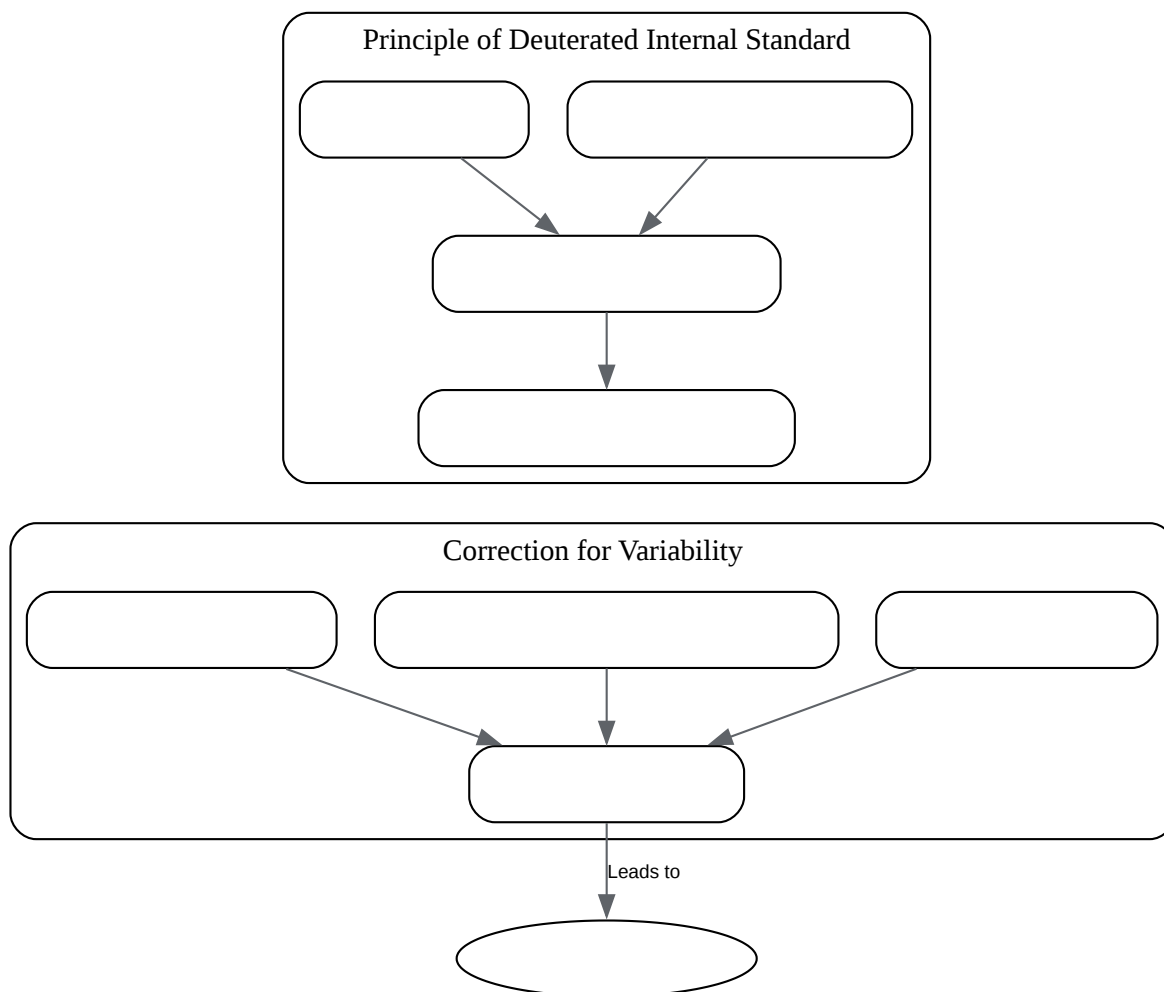 Principle of Deuterated Internal Standard
Correction for Variability
Leads to